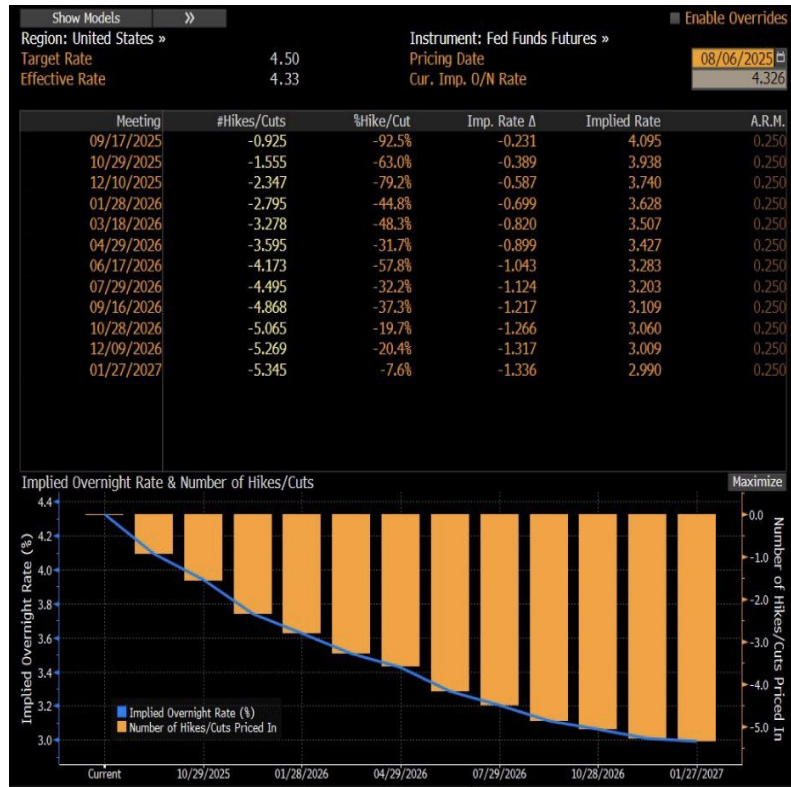 Show Models » Enable Overrides
Region: United States » Instrument: Fed Funds Futures »
Target Rate 4.50 Pricing Date 08/06/2025
Effective Rate 4.33 Cur. Imp. O/N Rate 4.326
Meeting #Hikes/Cuts %Hike/Cut Imp. Rate Δ Implied Rate A.R.M.
09/17/2025 -0.925 -92.5% -0.231 4.095 0.250
10/29/2025 -1.555 -63.0% -0.389 3.938 0.250
12/10/2025 -2.347 -79.2% -0.587 3.740 0.250
01/28/2026 -2.795 -44.8% -0.699 3.628 0.250
03/18/2026 -3.278 -48.3% -0.820 3.507 0.250
04/29/2026 -3.595 -31.7% -0.899 3.427 0.250
06/17/2026 -4.173 -57.8% -1.043 3.283 0.250
07/29/2026 -4.495 -32.2% -1.124 3.203 0.250
09/16/2026 -4.868 -37.3% -1.217 3.109 0.250
10/28/2026 -5.065 -19.7% -1.266 3.060 0.250
12/09/2026 -5.269 -20.4% -1.317 3.009 0.250
01/27/2027 -5.345 -7.6% -1.336 2.990 0.250
Implied Overnight Rate & Number of Hikes/Cuts Maximize
Implied Overnight Rate (%)
4.4
4.2
4.0
3.8
3.6
3.4
3.2
3.0
Implied Overnight Rate (%)
Number of Hikes/Cuts Priced In
0.0
-1.0
-2.0
-3.0
-4.0
-5.0
Number of Hikes/Cuts Priced In
Current 10/29/2025 01/28/2026 04/29/2026 07/29/2026 10/28/2026 01/27/2027